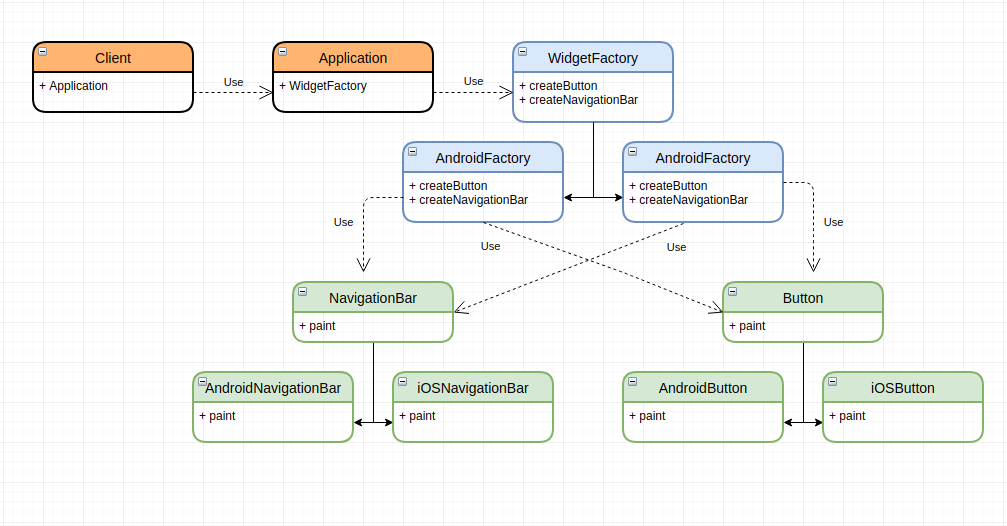 Client
+ Application
Use
Application
+ WidgetFactory
Use
WidgetFactory
+ createButton
+ createNavigationBar
AndroidFactory
+ createButton
+ createNavigationBar
AndroidFactory
+ createButton
+ createNavigationBar
Use
Use
Use
Use
NavigationBar
+ paint
Button
+ paint
AndroidNavigationBar
+ paint
iOSNavigationBar
+ paint
AndroidButton
+ paint
iOSButton
+ paint